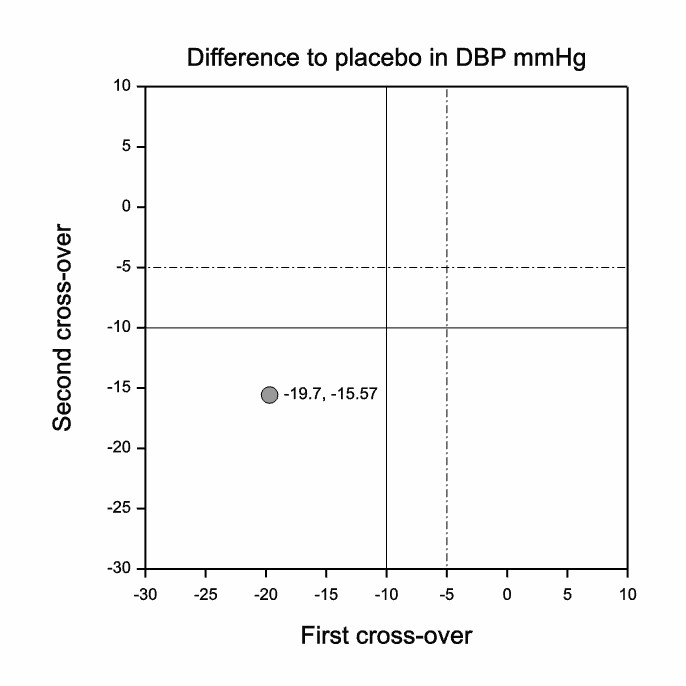 Difference to placebo in DBP mmHg
10
5
0
-5
-10
-15
-20
-25
-30
Second cross-over
-19.7, -15.57
-30 -25 -20 -15 -10 -5 0 5 10
First cross-over